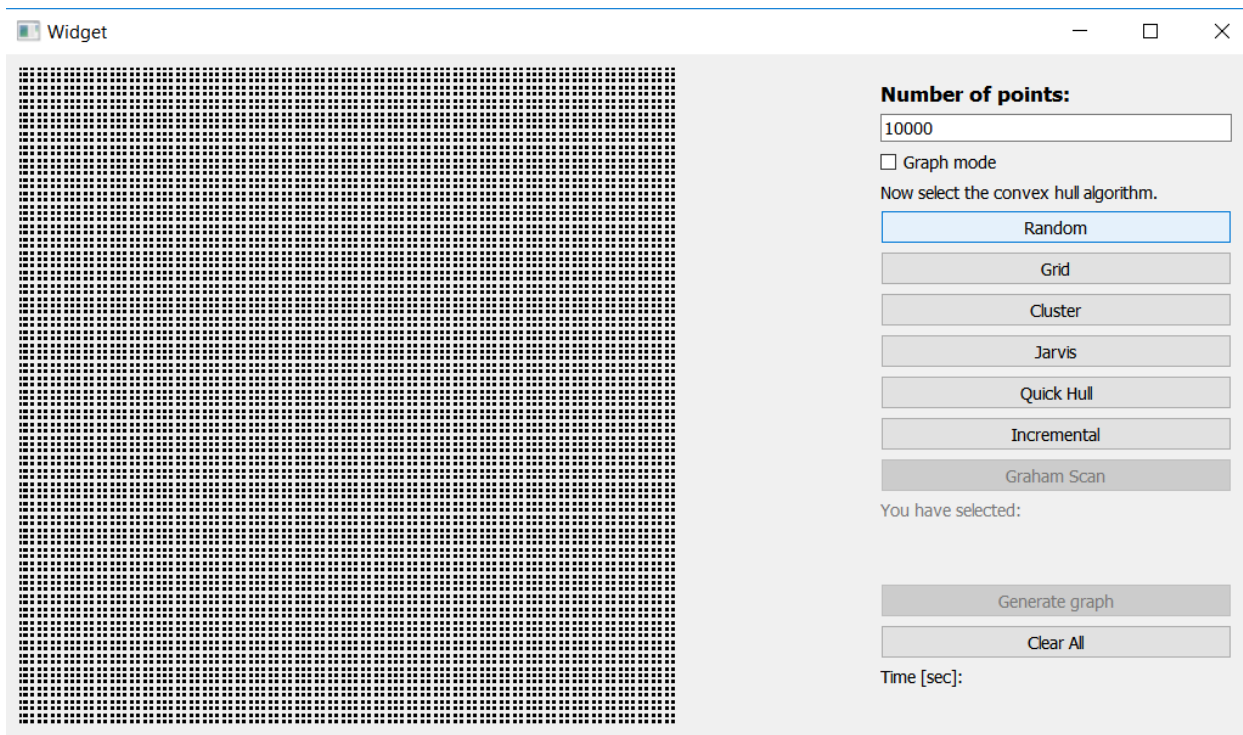 Widget
Number of points:
10000
Graph mode
Now select the convex hull algorithm.
Random
Grid
Cluster
Jarvis
Quick Hull
Incremental
Graham Scan
You have selected:
Generate graph
Clear All
Time [sec]: